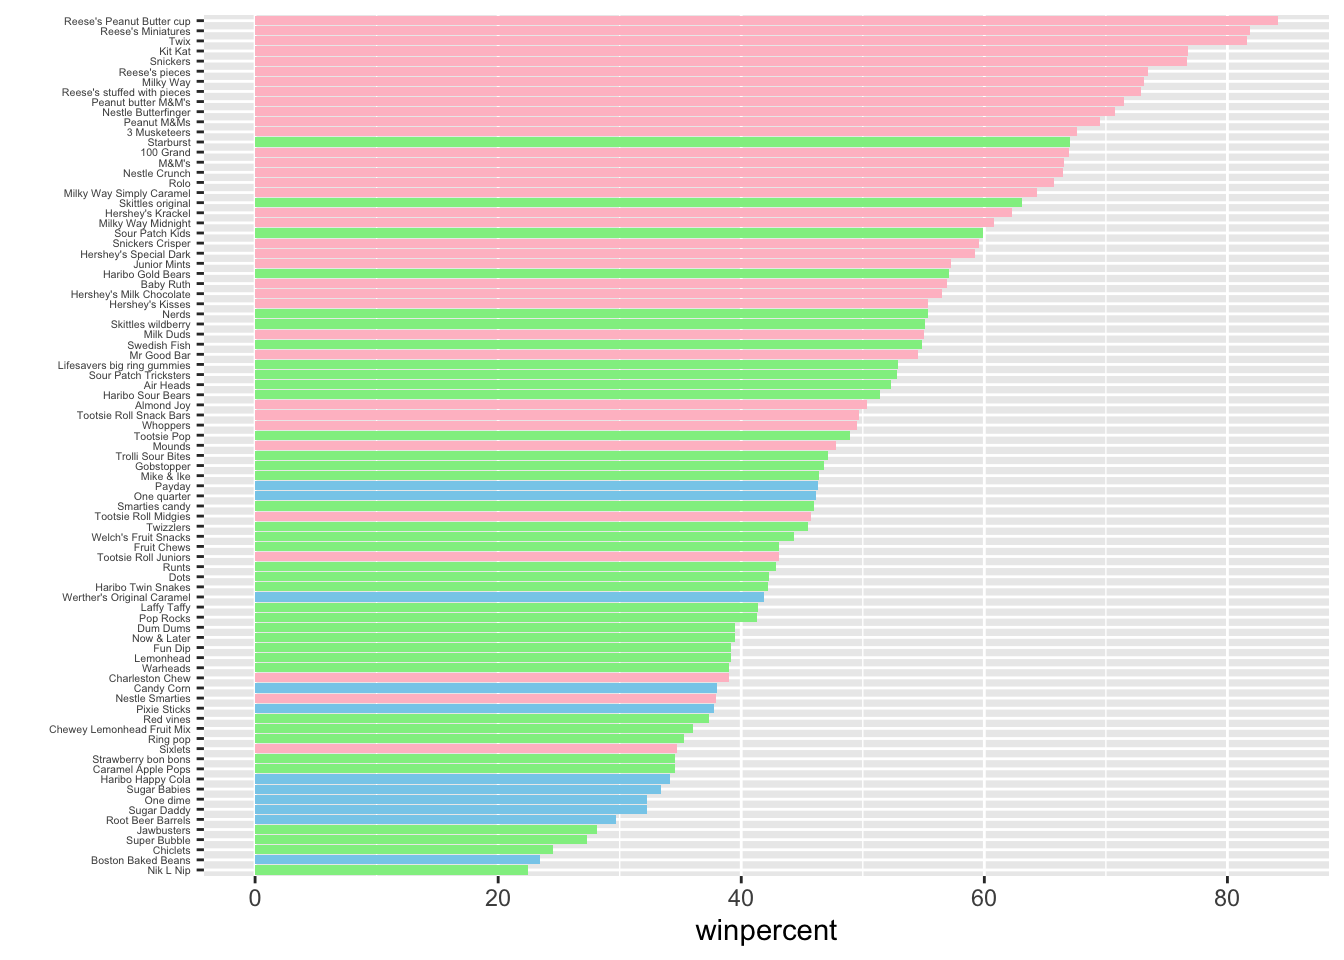 Reese's Peanut Butter cup
Reese's Miniatures
Twix
Kit Kat
Snickers
Reese's pieces
Milky Way
Reese's stuffed with pieces
Peanut butter M&M's
Nestle Butterfinger
Peanut M&Ms
3 Musketeers
Starburst
100 Grand
M&M's
Nestle Crunch
Rolo
Milky Way Simply Caramel
Skittles original
Hershey's Krackel
Milky Way Midnight
Sour Patch Kids
Snickers Crisper
Hershey's Special Dark
Junior Mints
Haribo Gold Bears
Baby Ruth
Hershey's Milk Chocolate
Hershey's Kisses
Nerds
Skittles wildberry
Milk Duds
Swedish Fish
Mr Good Bar
Lifesavers big ring gummies
Sour Patch Tricksters
Air Heads
Haribo Sour Bears
Almond Joy
Tootsie Roll Snack Bars
Whoppers
Tootsie Pop
Mounds
Trolli Sour Bites
Gobstopper
Mike & Ike
Payday
One quarter
Smarties candy
Tootsie Roll Midgies
Twizzlers
Welch's Fruit Snacks
Fruit Chews
Tootsie Roll Juniors
Runts
Dots
Haribo Twin Snakes
Werther's Original Caramel
Laffy Taffy
Pop Rocks
Dum Dums
Now & Later
Fun Dip
Lemonhead
Warheads
Charleston Chew
Candy Corn
Nestle Smarties
Pixie Sticks
Red vines
Chewey Lemonhead Fruit Mix
Ring pop
Sixlets
Strawberry bon bons
Caramel Apple Pops
Haribo Happy Cola
Sugar Babies
One dime
Sugar Daddy
Root Beer Barrels
Jawbusters
Super Bubble
Chiclets
Boston Baked Beans
Nik L Nip
0 20 40 60 80
winpercent